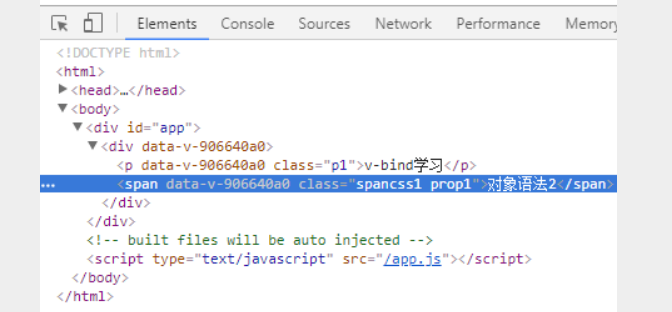 Elements Console Sources Network Performance Memory
<!DOCTYPE html>
<html>
<head>…</head>
<body>
<div id="app">
<div data-v-906640a0>
<p data-v-906640a0 class="p1">v-bind学习</p>
<span data-v-906640a0 class="spancss1 prop1">对象语法2</span>
</div>
</div>
<!-- built files will be auto injected -->
<script type="text/javascript" src="/app.js"></script>
</body>
</html>